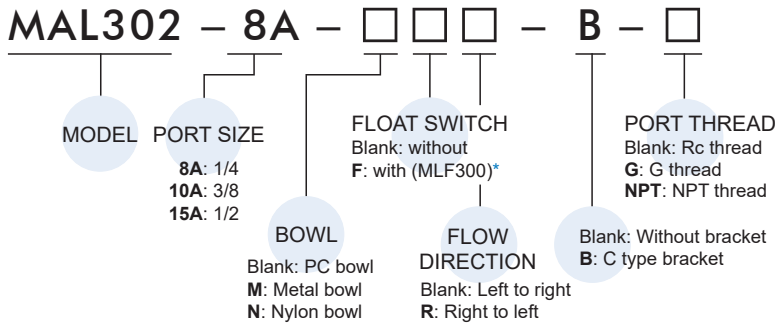 MAL302 – 8A – □□□ – B – □
MODEL
PORT SIZE
8A: 1/4
10A: 3/8
15A: 1/2
BOWL
Blank: PC bowl
M: Metal bowl
N: Nylon bowl
FLOAT SWITCH
Blank: without
F: with (MLF300)*
FLOW
DIRECTION
Blank: Left to right
R: Right to left
Blank: Without bracket
B: C type bracket
PORT THREAD
Blank: Rc thread
G: G thread
NPT: NPT thread